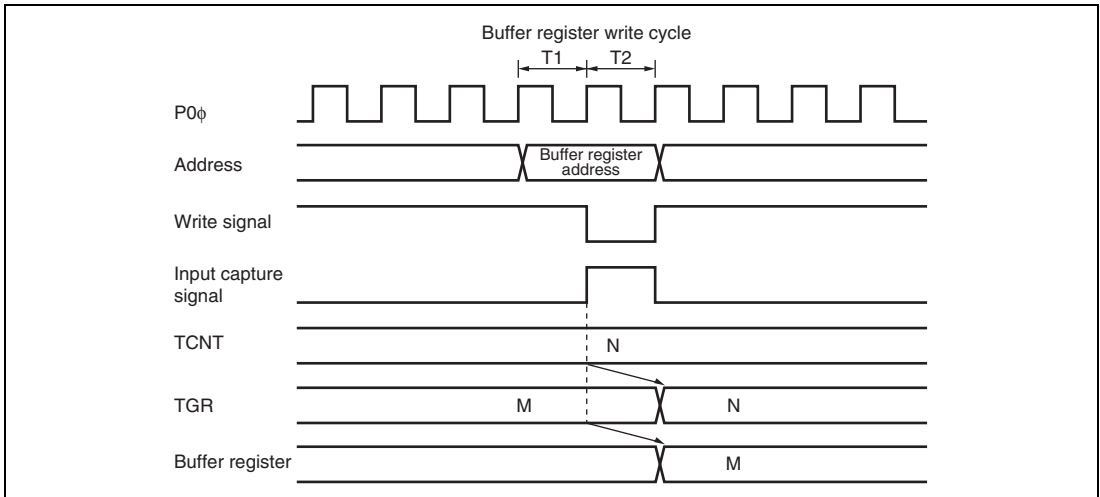 Buffer register write cycle
T1 T2
P0ϕ
Address
Buffer register
address
Write signal
Input capture
signal
TCNT
N
TGR
M N
Buffer register
M